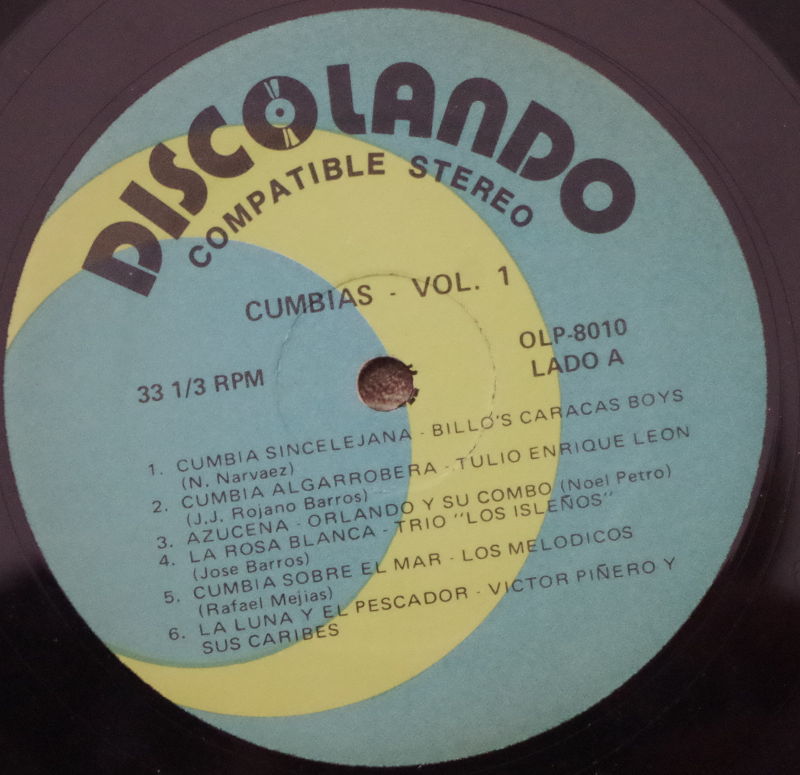 DISCOLANDO
COMPATIBLE STEREO
CUMBIAS - VOL. 1
33 1/3 RPM
OLP-8010
LADO A
1. CUMBIA SINCELEJANA - BILLO'S CARACAS BOYS
(N. Narvaez)
2. CUMBIA ALGARROBERA - TULIO ENRIQUE LEON
(J.J. Rojano Barros)
3. AZUCENA - ORLANDO Y SU COMBO (Noel Petro)
4. LA ROSA BLANCA - TRIO "LOS ISLEÑOS"
(Jose Barros)
5. CUMBIA SOBRE EL MAR - LOS MELODICOS
(Rafael Mejias)
6. LA LUNA Y EL PESCADOR - VICTOR PIÑERO Y
SUS CARIBES